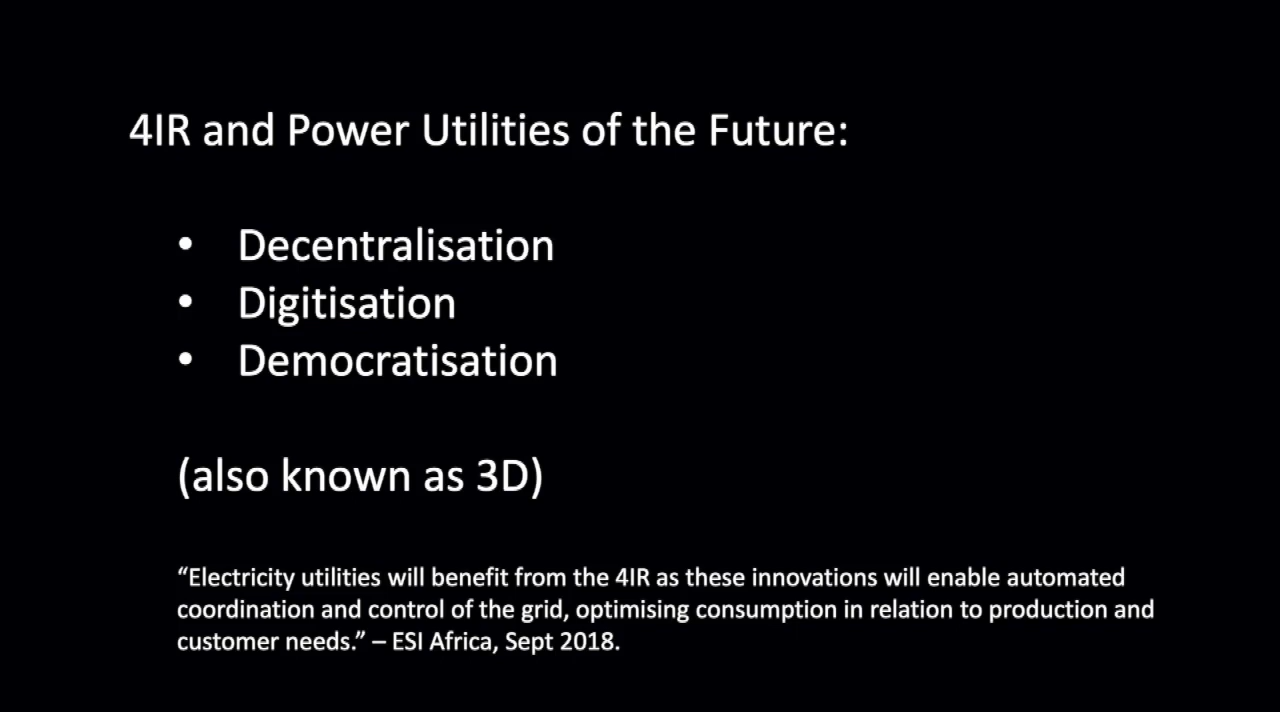 4IR and Power Utilities of the Future:
• Decentralisation
• Digitisation
• Democratisation
(also known as 3D)
“Electricity utilities will benefit from the 4IR as these innovations will enable automated
coordination and control of the grid, optimising consumption in relation to production and
customer needs.” – ESI Africa, Sept 2018.